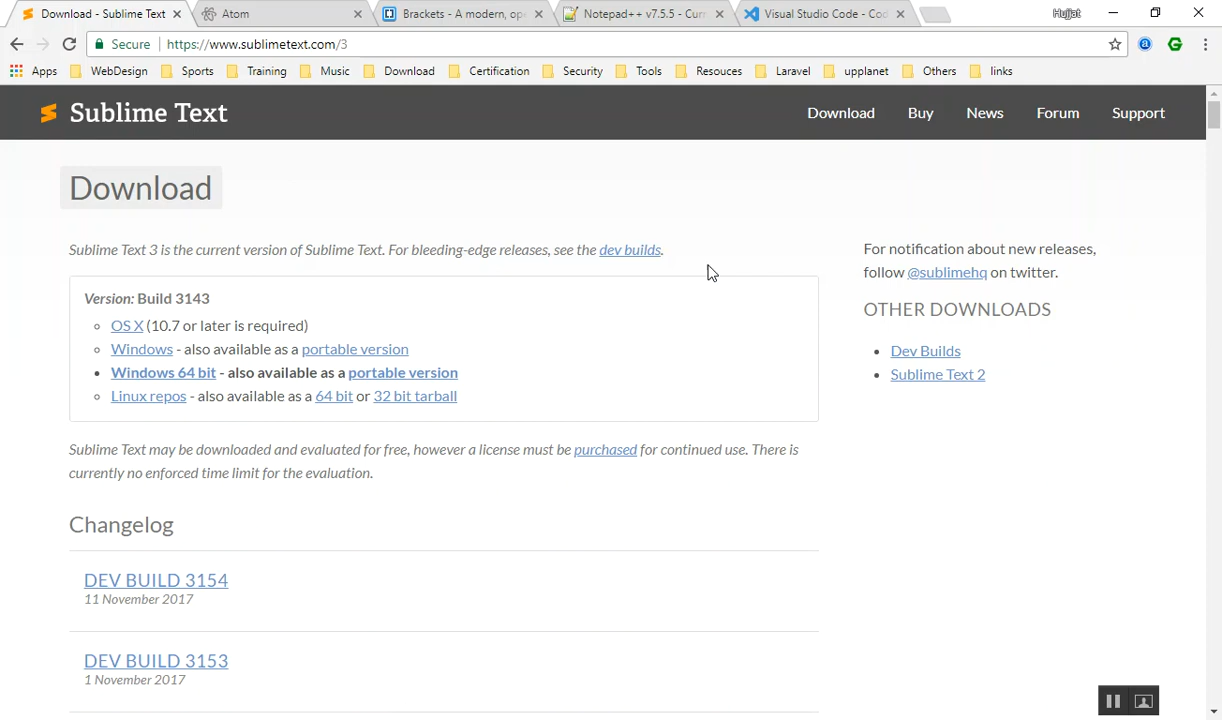 Download - Sublime Text
Atom
Brackets - A modern, ope
Notepad++ v7.5.5 - Curr
Visual Studio Code - Cod
Hujjat
Secure
https://www.sublimetext.com/3
Apps
WebDesign
Sports
Training
Music
Download
Certification
Security
Tools
Resouces
Laravel
upplanet
Others
links
Sublime Text
Download
Buy
News
Forum
Support
Download
Sublime Text 3 is the current version of Sublime Text. For bleeding-edge releases, see the dev builds.
Version: Build 3143
OS X (10.7 or later is required)
Windows - also available as a portable version
Windows 64 bit - also available as a portable version
Linux repos - also available as a 64 bit or 32 bit tarball
Sublime Text may be downloaded and evaluated for free, however a license must be purchased for continued use. There is
currently no enforced time limit for the evaluation.
For notification about new releases,
follow @sublimehq on twitter.
OTHER DOWNLOADS
Dev Builds
Sublime Text 2
Changelog
DEV BUILD 3154
11 November 2017
DEV BUILD 3153
1 November 2017